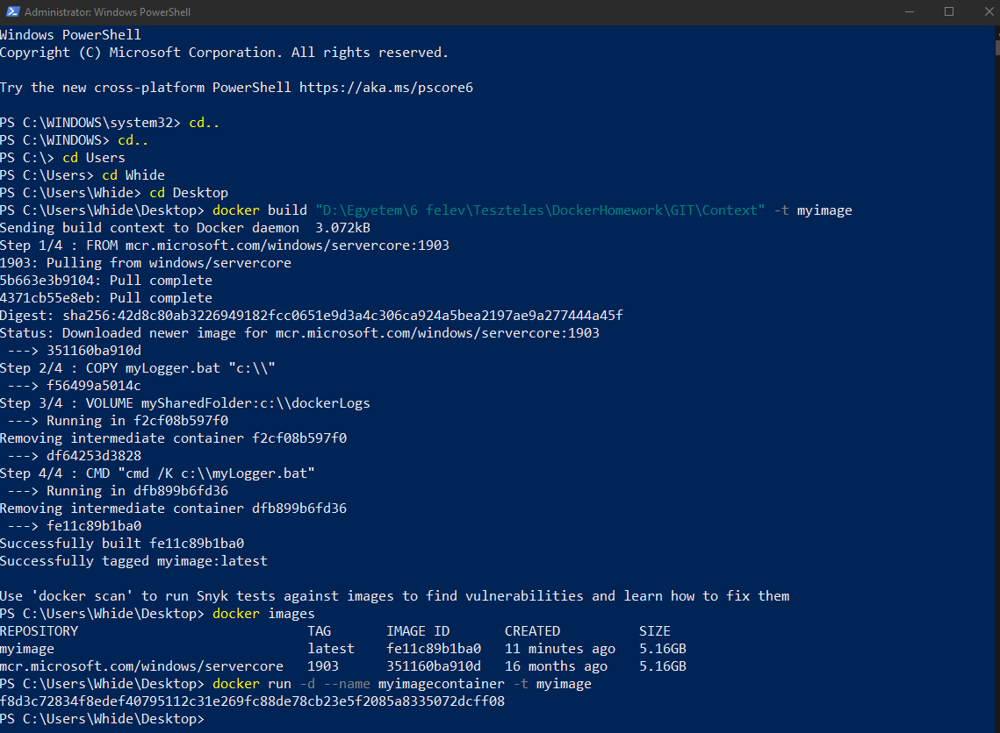 Administrator: Windows PowerShell
Windows PowerShell
Copyright (C) Microsoft Corporation. All rights reserved.
Try the new cross-platform PowerShell https://aka.ms/pscore6
PS C:\WINDOWS\system32> cd..
PS C:\WINDOWS> cd..
PS C:\> cd Users
PS C:\Users> cd Whide
PS C:\Users\Whide> cd Desktop
PS C:\Users\Whide\Desktop> docker build "D:\Egyetem\6 felev\Teszteles\DockerHomework\GIT\Context" -t myimage
Sending build context to Docker daemon  3.072kB
Step 1/4 : FROM mcr.microsoft.com/windows/servercore:1903
1903: Pulling from windows/servercore
5b663e3b9104: Pull complete
4371cb55e8eb: Pull complete
Digest: sha256:42d8c80ab3226949182fcc0651e9d3a4c306ca924a5bea2197ae9a277444a45f
Status: Downloaded newer image for mcr.microsoft.com/windows/servercore:1903
 ---> 351160ba910d
Step 2/4 : COPY myLogger.bat "c:\\"
 ---> f56499a5014c
Step 3/4 : VOLUME mySharedFolder:c:\\dockerLogs
 ---> Running in f2cf08b597f0
Removing intermediate container f2cf08b597f0
 ---> df64253d3828
Step 4/4 : CMD "cmd /K c:\\myLogger.bat"
 ---> Running in dfb899b6fd36
Removing intermediate container dfb899b6fd36
 ---> fe11c89b1ba0
Successfully built fe11c89b1ba0
Successfully tagged myimage:latest
Use 'docker scan' to run Snyk tests against images to find vulnerabilities and learn how to fix them
PS C:\Users\Whide\Desktop> docker images
REPOSITORY                             TAG       IMAGE ID       CREATED          SIZE
myimage                                latest    fe11c89b1ba0   11 minutes ago   5.16GB
mcr.microsoft.com/windows/servercore   1903      351160ba910d   16 months ago    5.16GB
PS C:\Users\Whide\Desktop> docker run -d --name myimagecontainer -t myimage
f8d3c72834f8edef40795112c31e269fc88de78cb23e5f2085a8335072dcff08
PS C:\Users\Whide\Desktop>